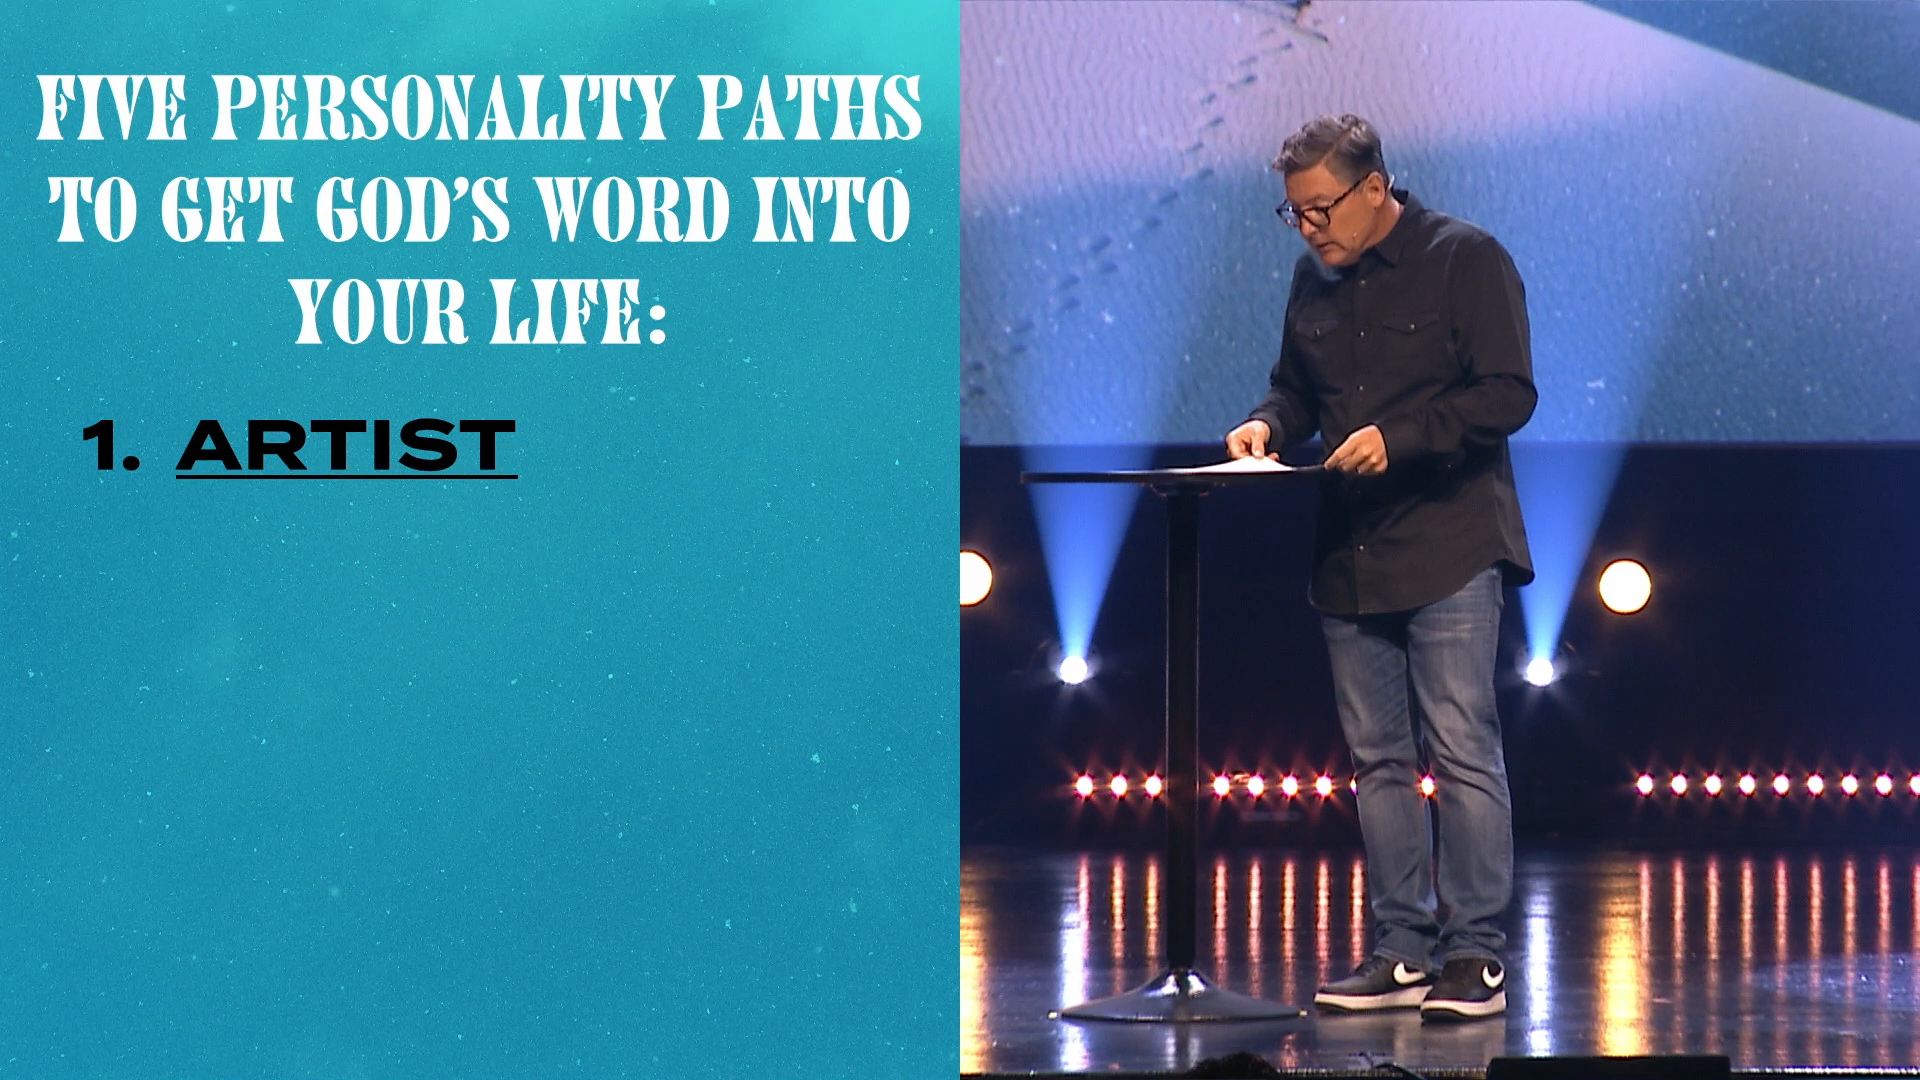 FIVE PERSONALITY PATHS
TO GET GOD'S WORD INTO
YOUR LIFE:
1. ARTIST